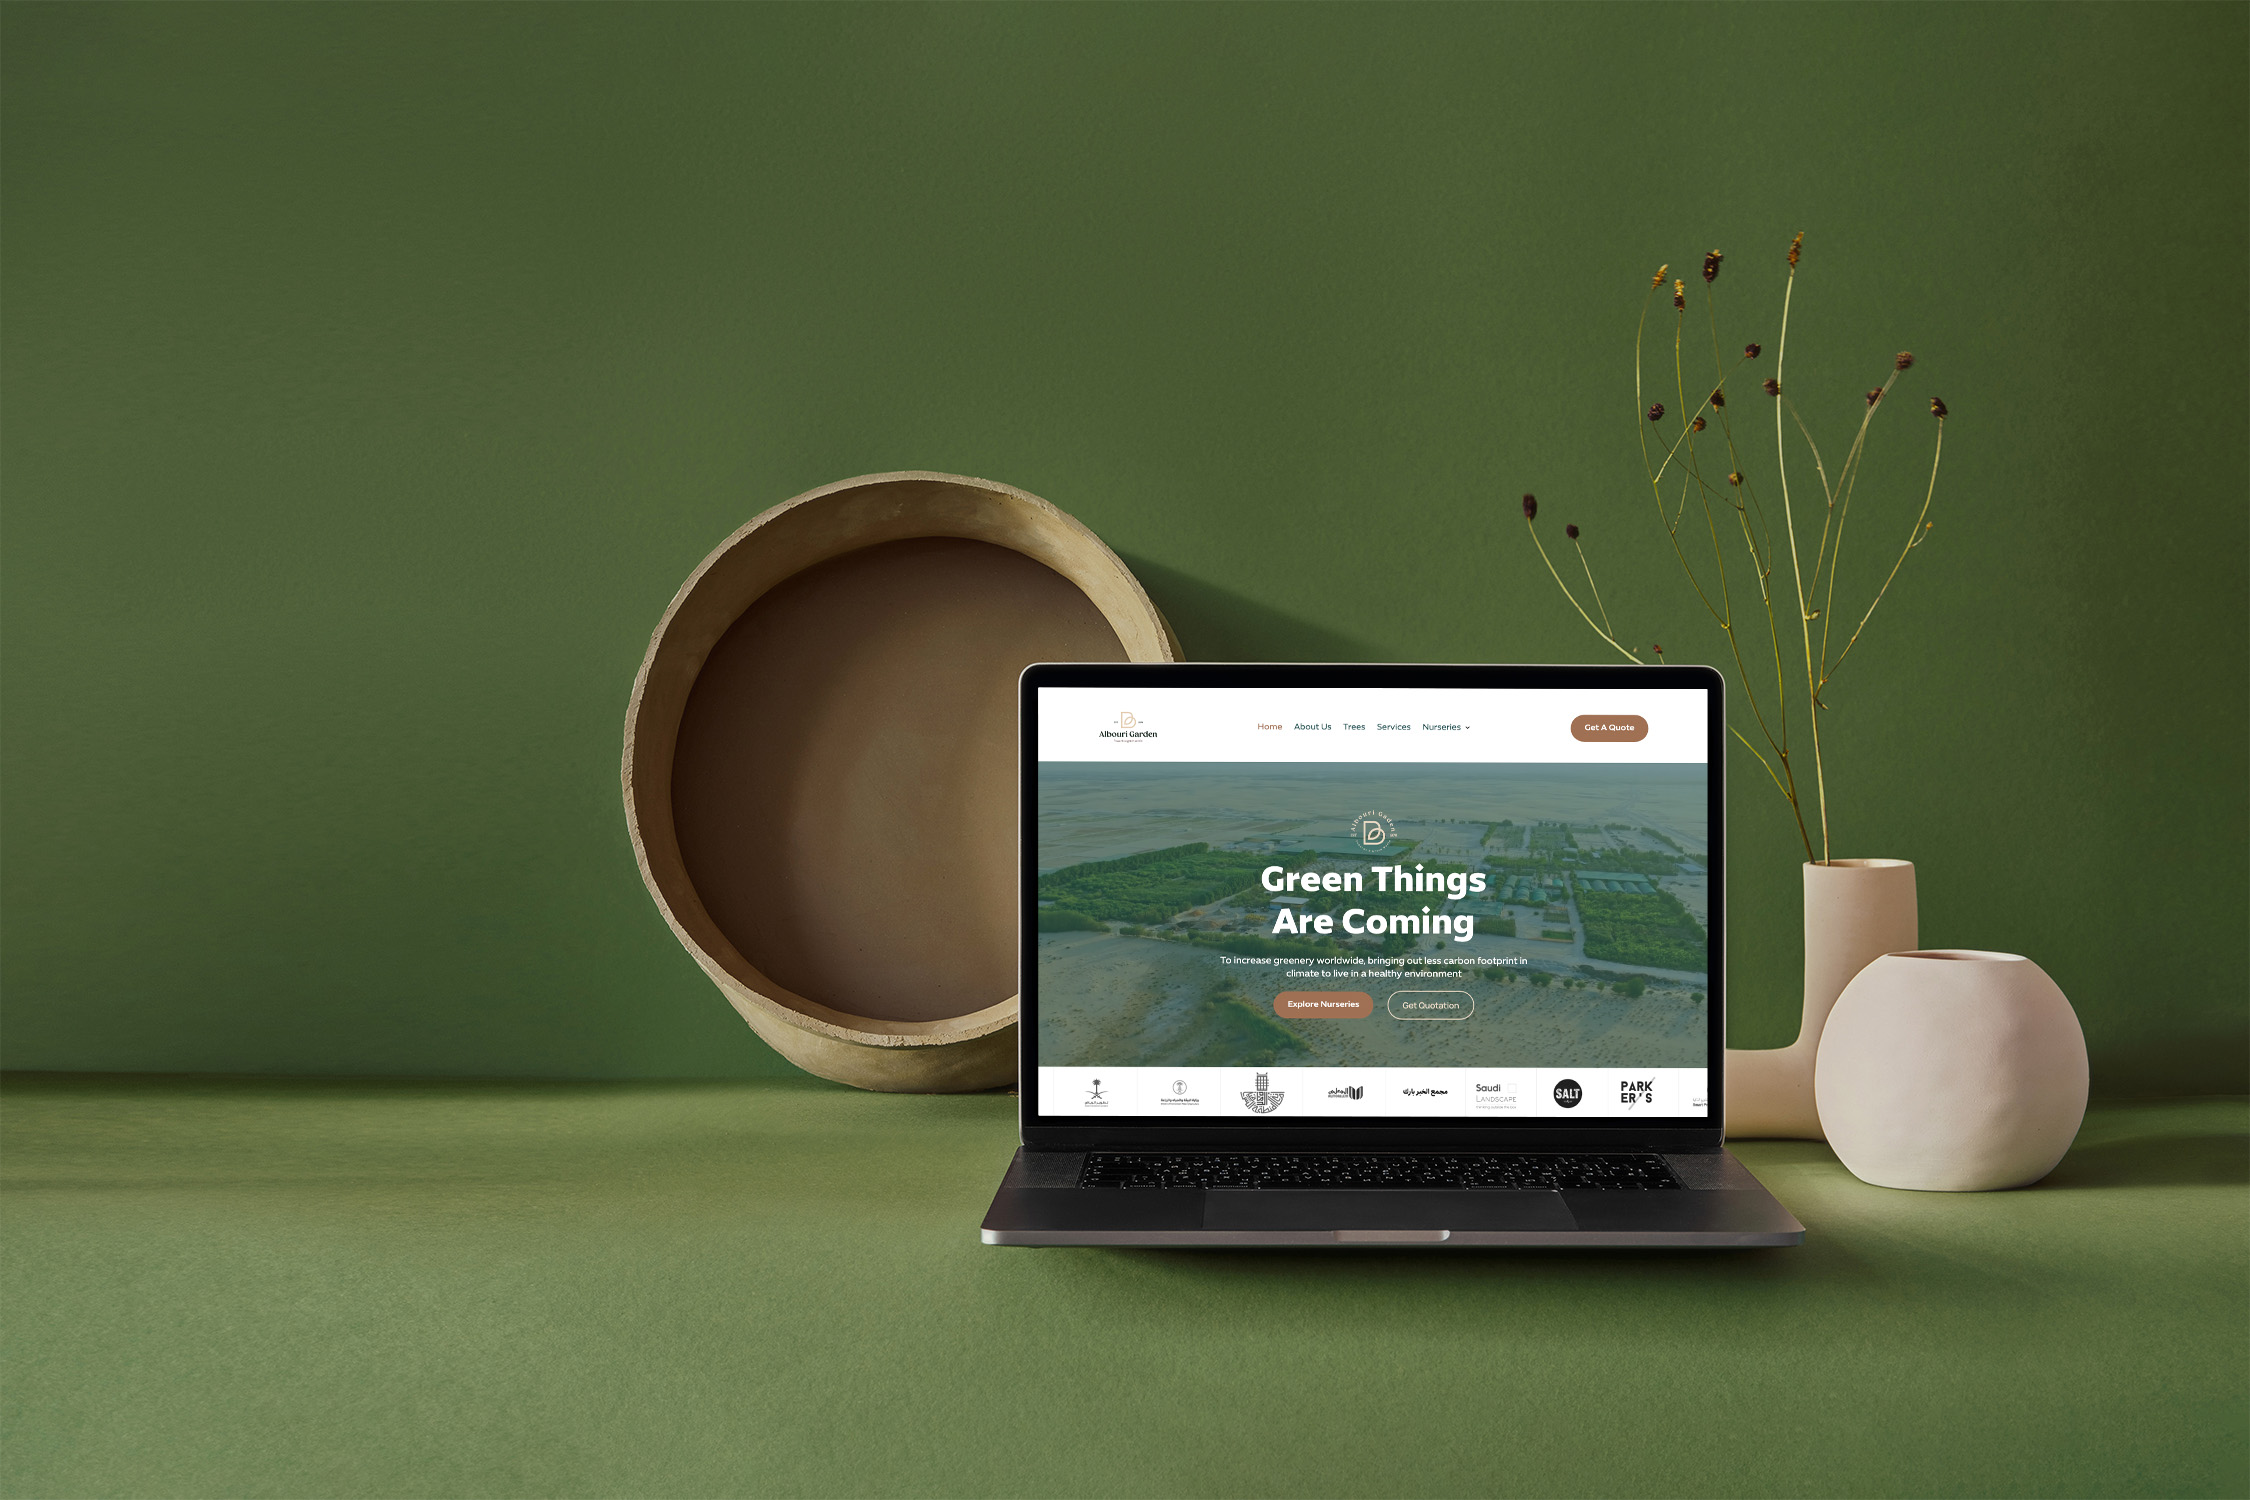 Albouri Garden
Home About Us Trees Services Nurseries
Get A Quote
Albouri Garden
Green Things
Are Coming
To increase greenery worldwide, bringing out less carbon footprint in
climate to live in a healthy environment
Explore Nurseries
Get Quotation
مجمع الخبر بارك
Saudi
LANDSCAPE
SALT
PARK
ER'S